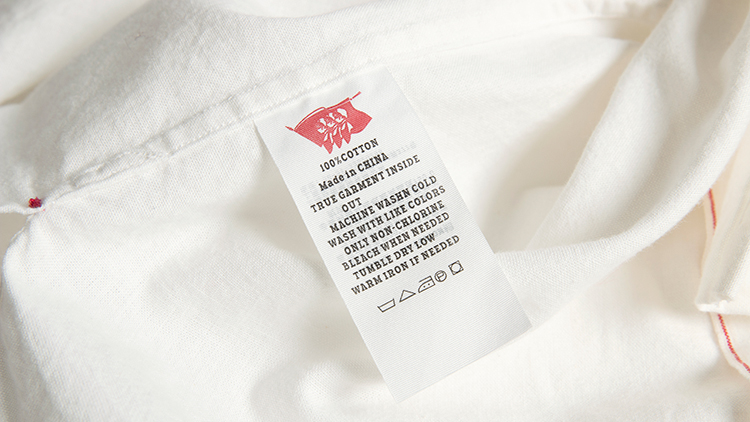 100%COTTON
Made in CHINA
TRUE GARMENT INSIDE
OUT
MACHINE WASHN COLD
WASH WITH LIKE COLORS
ONLY NON-CHLORINE
BLEACH WHEN NEEDED
TUMBLE DRY LOW
WARM IRON IF NEEDED